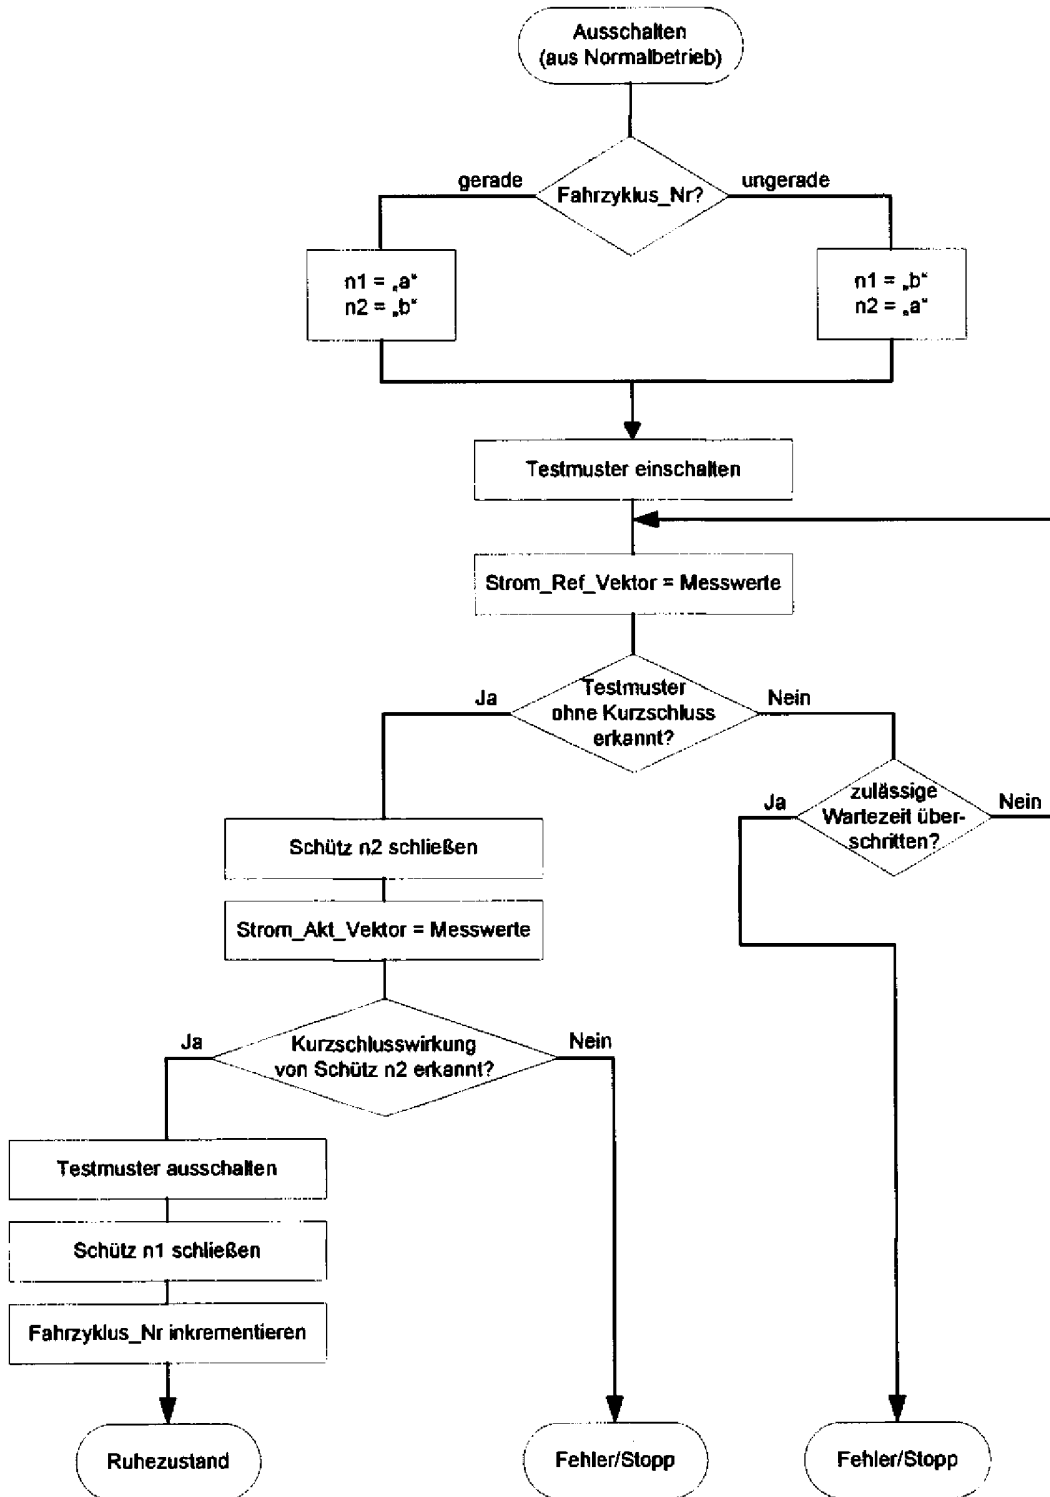 Ausschalten
(aus Normalbetrieb)
gerade
Fahrzyklus_Nr?
ungerade
n1 = „a“
n2 = „b“
n1 = „b“
n2 = „a“
Testmuster einschalten
Strom_Ref_Vektor = Messwerte
Ja
Testmuster
ohne Kurzschluss
erkannt?
Nein
Ja
zulässige
Wartezeit über-
schritten?
Nein
Schütz n2 schließen
Strom_Akt_Vektor = Messwerte
Ja
Kurzschlusswirkung
von Schütz n2 erkannt?
Nein
Testmuster ausschalten
Schütz n1 schließen
Fahrzyklus_Nr inkrementieren
Ruhezustand
Fehler/Stopp
Fehler/Stopp